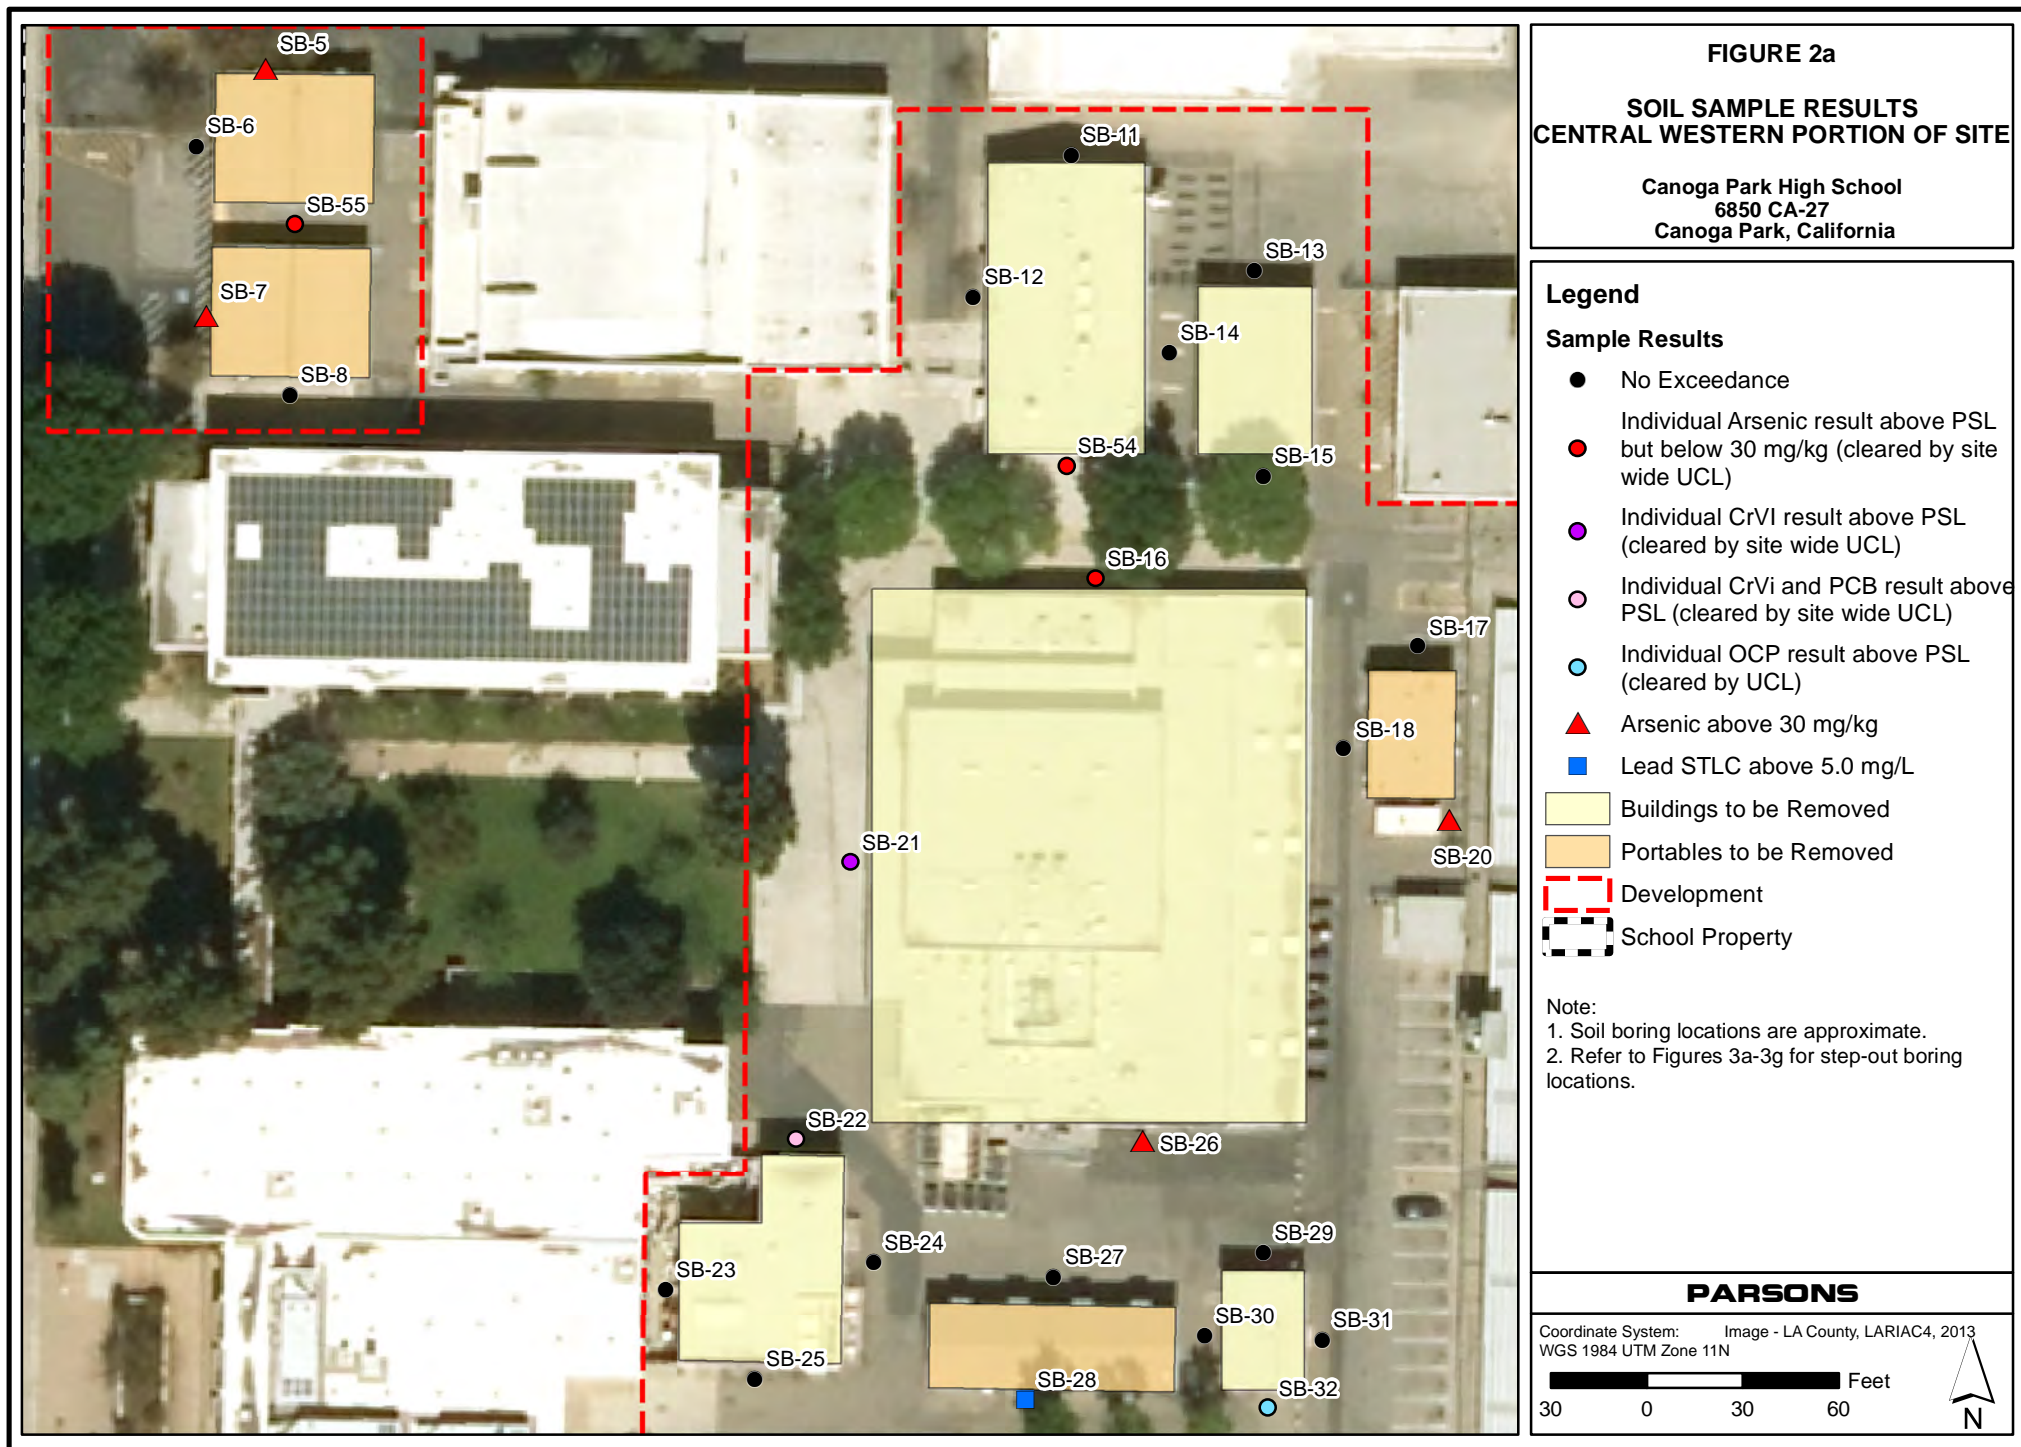 SB-5
SB-6
SB-55
SB-7
SB-8
SB-11
SB-12
SB-13
SB-14
SB-54
SB-15
SB-16
SB-17
SB-18
SB-20
SB-21
SB-22
SB-26
SB-23
SB-24
SB-27
SB-29
SB-30
SB-31
SB-25
SB-28
SB-32
FIGURE 2a
SOIL SAMPLE RESULTS
CENTRAL WESTERN PORTION OF SITE
Canoga Park High School
6850 CA-27
Canoga Park, California
Legend
Sample Results
No Exceedance
Individual Arsenic result above PSL
but below 30 mg/kg (cleared by site
wide UCL)
Individual CrVI result above PSL
(cleared by site wide UCL)
Individual CrVi and PCB result above
PSL (cleared by site wide UCL)
Individual OCP result above PSL
(cleared by UCL)
Arsenic above 30 mg/kg
Lead STLC above 5.0 mg/L
Buildings to be Removed
Portables to be Removed
Development
School Property
Note:
1. Soil boring locations are approximate.
2. Refer to Figures 3a-3g for step-out boring
locations.
PARSONS
Coordinate System: Image - LA County, LARIAC4, 2013
WGS 1984 UTM Zone 11N
Feet
30 0 30 60
N